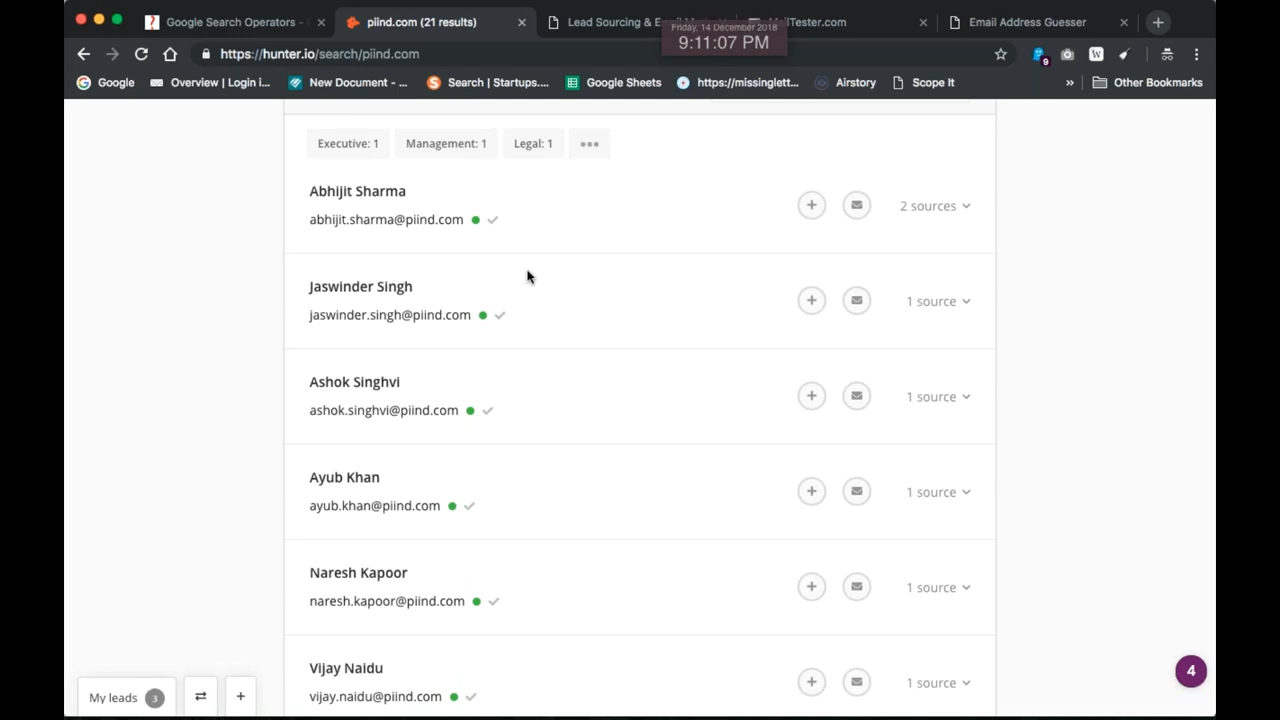 Google Search Operators -
piind.com (21 results)
Lead Sourcing &
MailTester.com
Email Address Guesser
Friday, 14 December 2018
9:11:07 PM
https://hunter.io/search/piind.com
9
W
Google
Overview | Login i...
New Document - ...
Search | Startups....
Google Sheets
https://missinglett...
Airstory
Scope It
»
Other Bookmarks
Executive: 1
Management: 1
Legal: 1
•••
Abhijit Sharma
abhijit.sharma@piind.com
2 sources
Jaswinder Singh
jaswinder.singh@piind.com
1 source
Ashok Singhvi
ashok.singhvi@piind.com
1 source
Ayub Khan
ayub.khan@piind.com
1 source
Naresh Kapoor
naresh.kapoor@piind.com
1 source
Vijay Naidu
vijay.naidu@piind.com
1 source
My leads 3
4